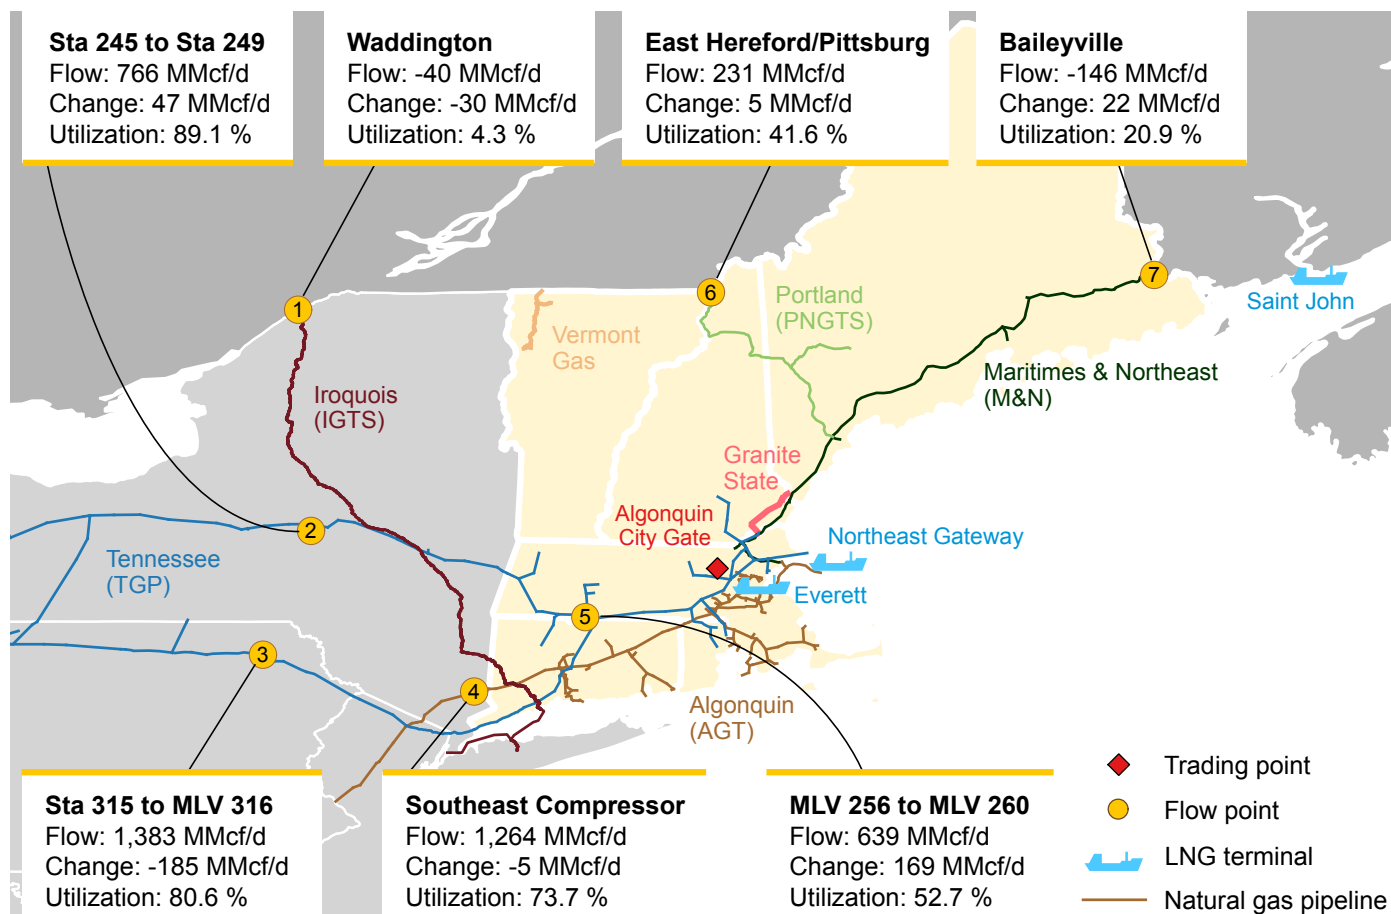 Sta 245 to Sta 249
Flow: 766 MMcf/d
Change: 47 MMcf/d
Utilization: 89.1 %
Waddington
Flow: -40 MMcf/d
Change: -30 MMcf/d
Utilization: 4.3 %
East Hereford/Pittsburg
Flow: 231 MMcf/d
Change: 5 MMcf/d
Utilization: 41.6 %
Baileyville
Flow: -146 MMcf/d
Change: 22 MMcf/d
Utilization: 20.9 %
1
6
7
Saint John
Portland
(PNGTS)
Vermont
Gas
Maritimes & Northeast
(M&N)
Iroquois
(IGTS)
Granite
State
Algonquin
City Gate
2
Northeast Gateway
Tennessee
(TGP)
Everett
5
3
4
Algonquin
(AGT)
Sta 315 to MLV 316
Flow: 1,383 MMcf/d
Change: -185 MMcf/d
Utilization: 80.6 %
Southeast Compressor
Flow: 1,264 MMcf/d
Change: -5 MMcf/d
Utilization: 73.7 %
MLV 256 to MLV 260
Flow: 639 MMcf/d
Change: 169 MMcf/d
Utilization: 52.7 %
Trading point
Flow point
LNG terminal
Natural gas pipeline